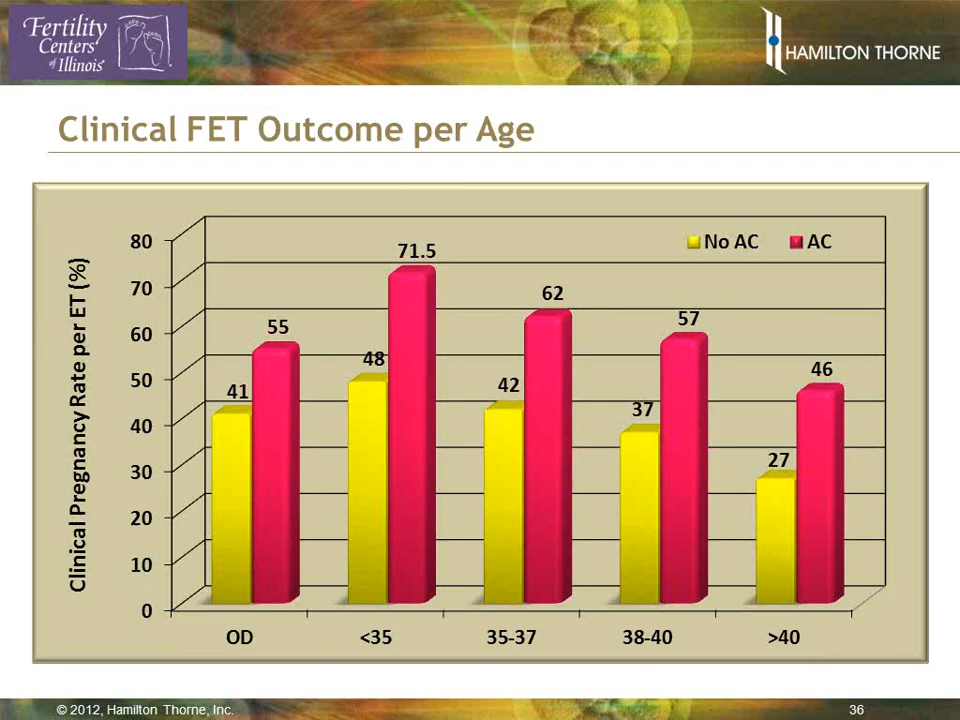 Fertility
Centers®
of Illinois®
HAMILTON THORNE
Clinical FET Outcome per Age
Clinical Pregnancy Rate per ET (%)
80
70
60
50
40
30
20
10
0
No AC
AC
41
55
48
71.5
42
62
37
57
27
46
OD
<35
35-37
38-40
>40
© 2012, Hamilton Thorne, Inc.
36